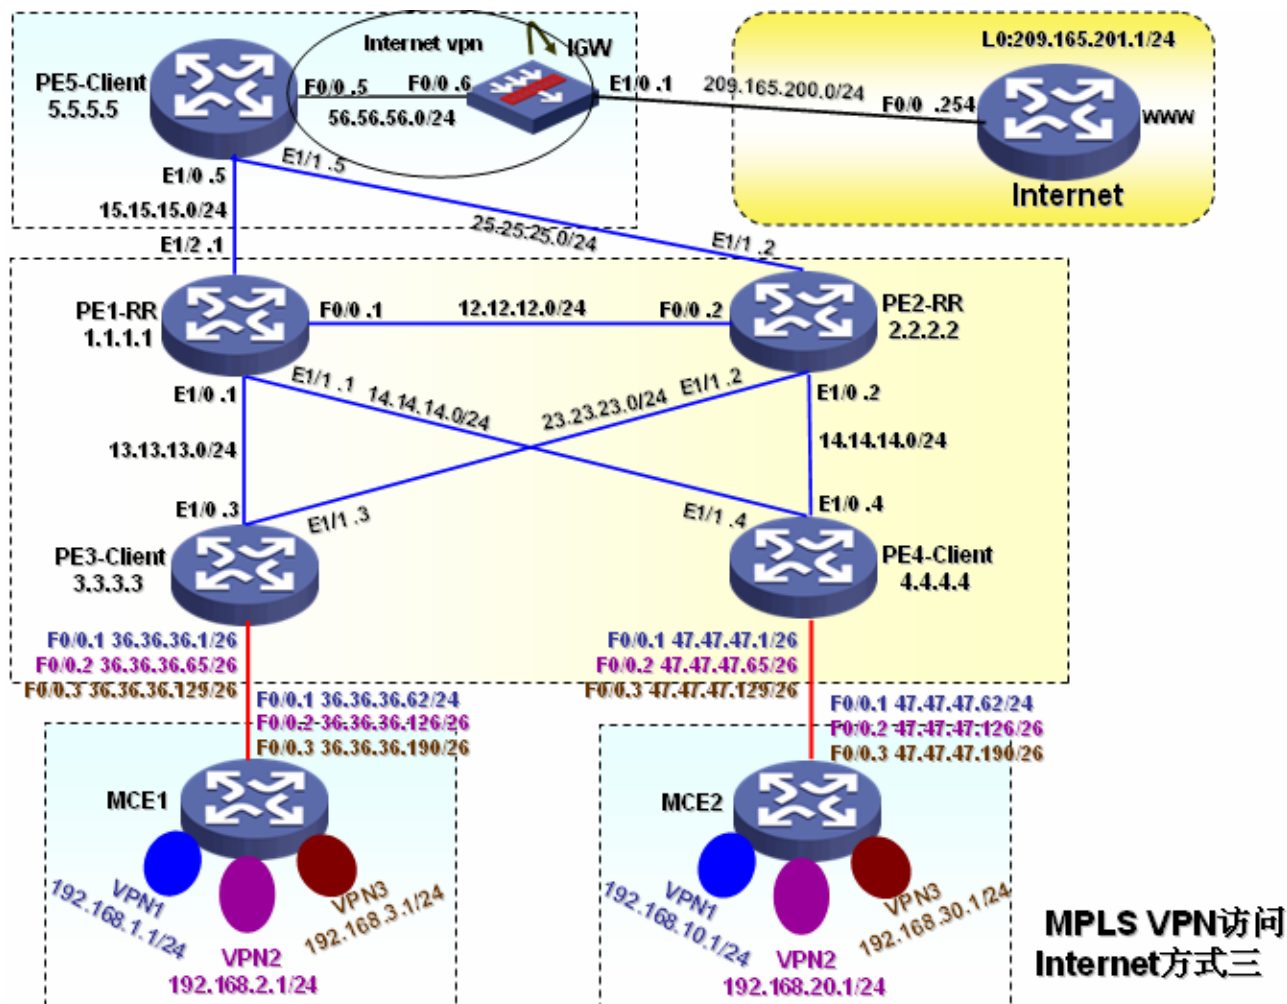 Internet vpn
IGW
L0:209.165.201.1/24
PE5-Client
5.5.5.5
F0/0 .5
F0/0 .6
56.56.56.0/24
E1/0 .1
209.165.200.0/24
F0/0 .254
WWW
Internet
E1/0 .5
E1/1 .5
15.15.15.0/24
25.25.25.0/24
E1/2 .1
E1/1 .2
PE1-RR
1.1.1.1
F0/0 .1
12.12.12.0/24
F0/0 .2
PE2-RR
2.2.2.2
E1/0 .1
E1/1 .1
14.14.14.0/24
23.23.23.0/24
E1/1 .2
E1/0 .2
13.13.13.0/24
14.14.14.0/24
E1/0 .3
E1/1 .3
E1/1 .4
E1/0 .4
PE3-Client
3.3.3.3
PE4-Client
4.4.4.4
F0/0.1 36.36.36.1/26
F0/0.2 36.36.36.65/26
F0/0.3 36.36.36.129/26
F0/0.1 47.47.47.1/26
F0/0.2 47.47.47.65/26
F0/0.3 47.47.47.129/26
F0/0.1 36.36.36.62/24
F0/0.2 36.36.36.126/26
F0/0.3 36.36.36.190/26
F0/0.1 47.47.47.62/24
F0/0.2 47.47.47.126/26
F0/0.3 47.47.47.190/26
MCE1
VPN1
192.168.1.1/24
VPN2
192.168.2.1/24
VPN3
192.168.3.1/24
MCE2
VPN1
192.168.10.1/24
VPN2
192.168.20.1/24
VPN3
192.168.30.1/24
MPLS VPN访问
Internet方式三